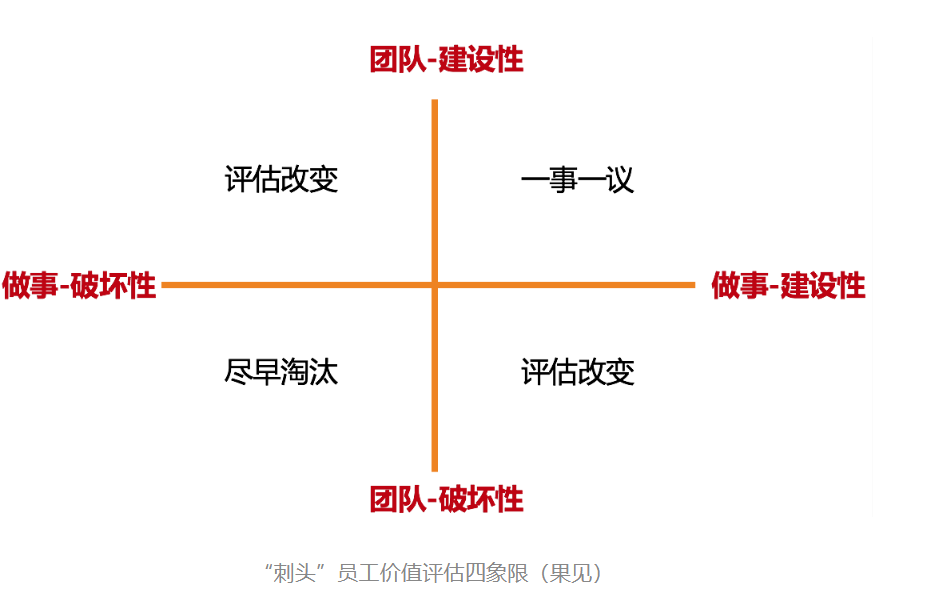 团队-建设性
评估改变
一事一议
做事-破坏性
做事-建设性
尽早淘汰
评估改变
团队-破坏性
“刺头”员工价值评估四象限（果见）